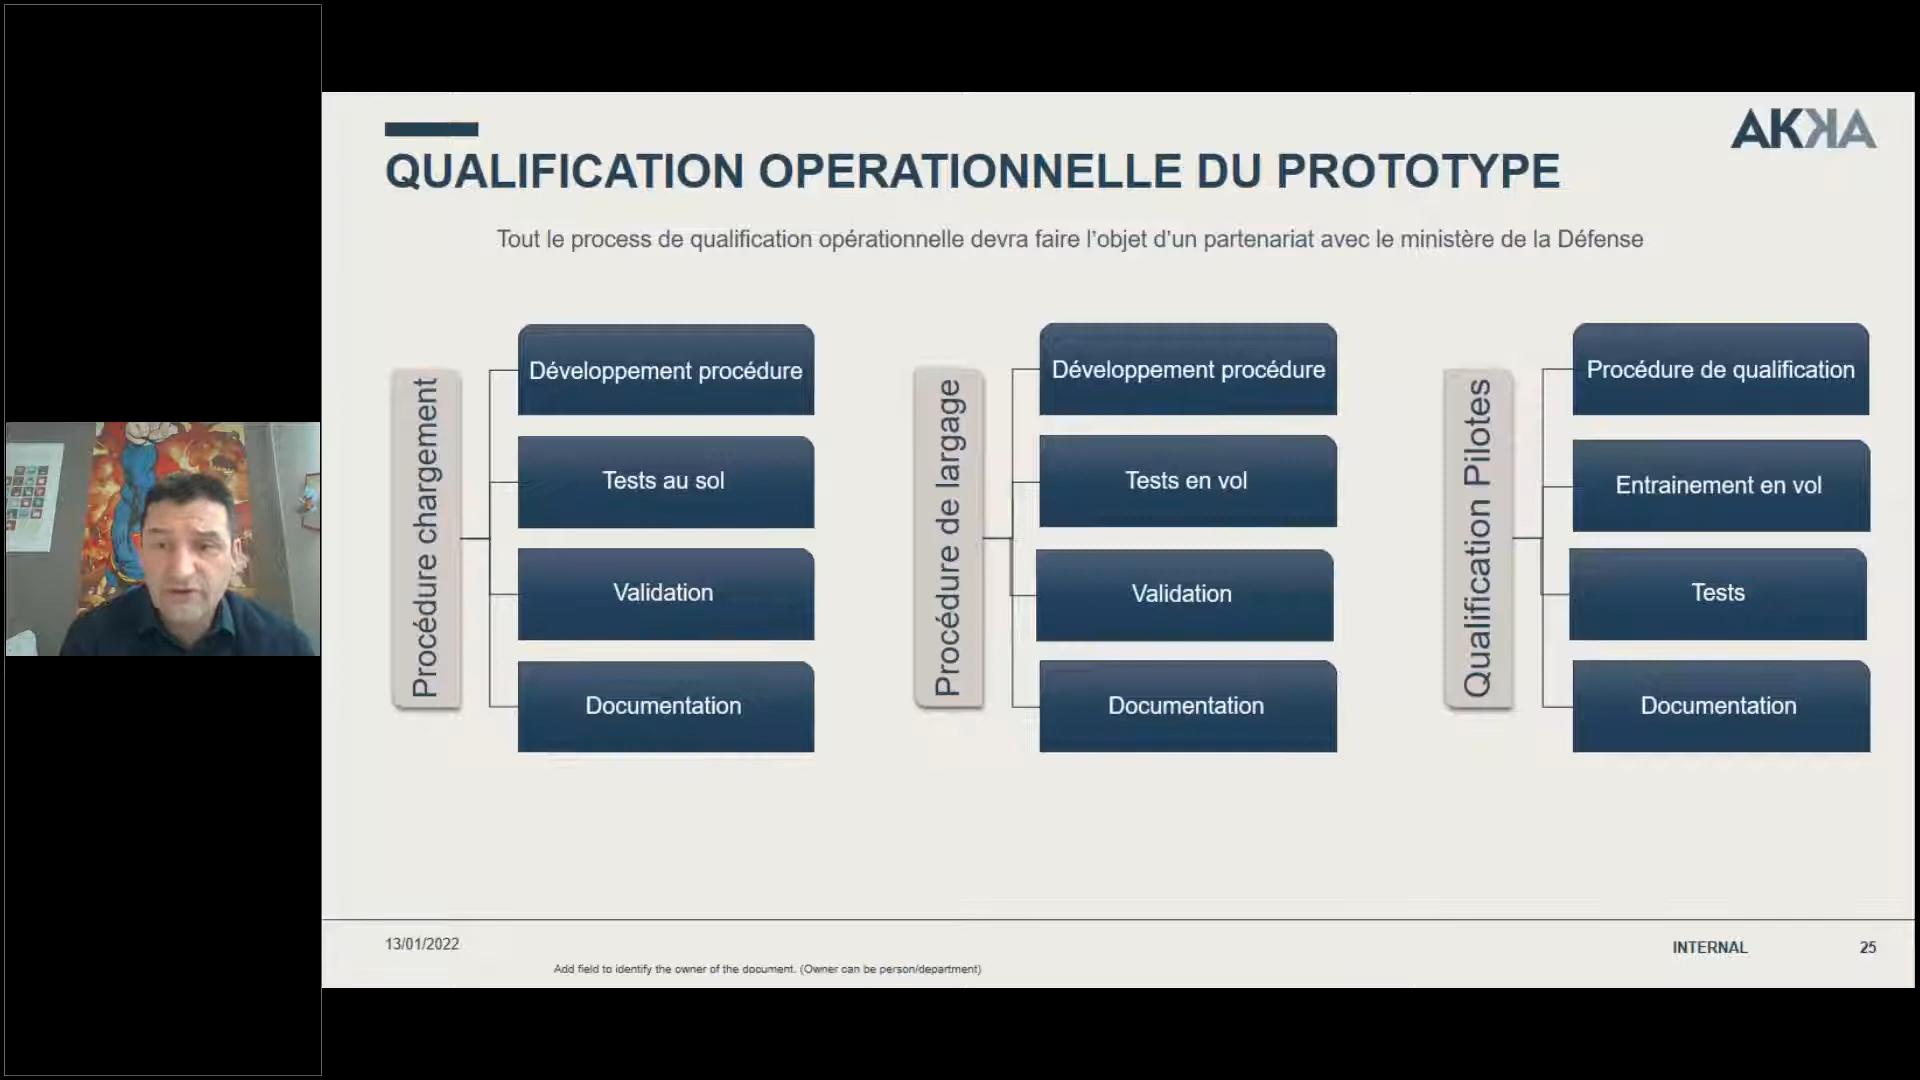 AKKA
QUALIFICATION OPERATIONNELLE DU PROTOTYPE
Tout le process de qualification opérationnelle devra faire l'objet d'un partenariat avec le ministère de la Défense
Procédure chargement
Développement procédure
Tests au sol
Validation
Documentation
Procédure de largage
Développement procédure
Tests en vol
Validation
Documentation
Qualification Pilotes
Procédure de qualification
Entrainement en vol
Tests
Documentation
13/01/2022
Add field to identify the owner of the document. (Owner can be person/department)
INTERNAL
25